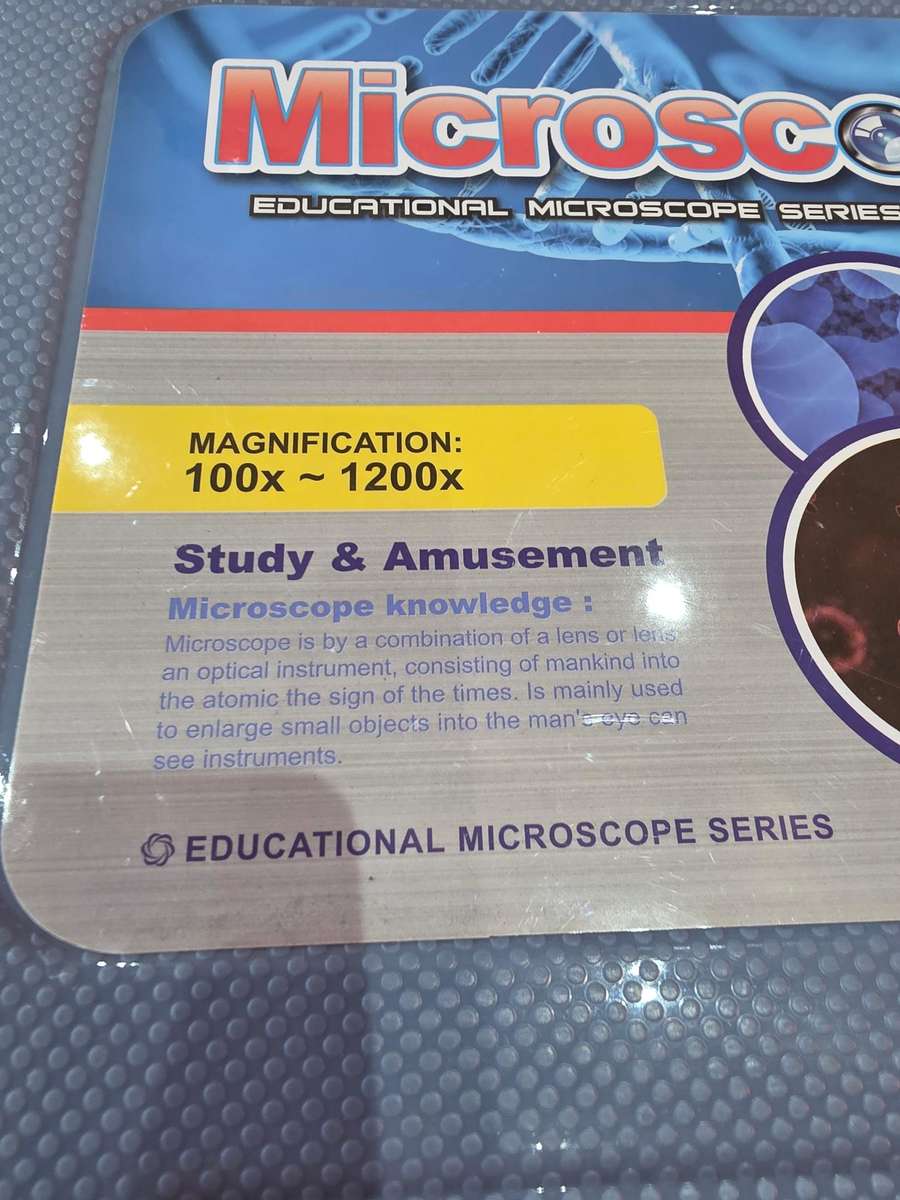 Microsco
EDUCATIONAL MICROSCOPE SERIES
MAGNIFICATION:
100x ~ 1200x
Study & Amusement
Microscope knowledge :
Microscope is by a combination of a lens or lens
an optical instrument, consisting of mankind into
the atomic the sign of the times. Is mainly used
to enlarge small objects into the man's eye can
see instruments.
EDUCATIONAL MICROSCOPE SERIES